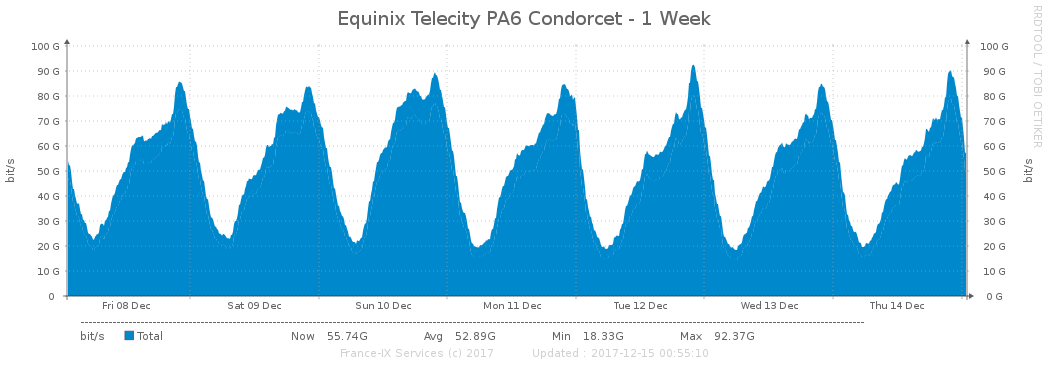 Equinix Telecity PA6 Condorcet - 1 Week
RRDTOOL / TOBI OETIKER
bit/s
bit/s
100 G 100 G
90 G 90 G
80 G 80 G
70 G 70 G
60 G 60 G
50 G 50 G
40 G 40 G
30 G 30 G
20 G 20 G
10 G 10 G
0 0 G
Fri 08 Dec Sat 09 Dec Sun 10 Dec Mon 11 Dec Tue 12 Dec Wed 13 Dec Thu 14 Dec
bit/s Total Now 55.74G Avg 52.89G Min 18.33G Max 92.37G
France-IX Services (c) 2017 Updated : 2017-12-15 00:55:10